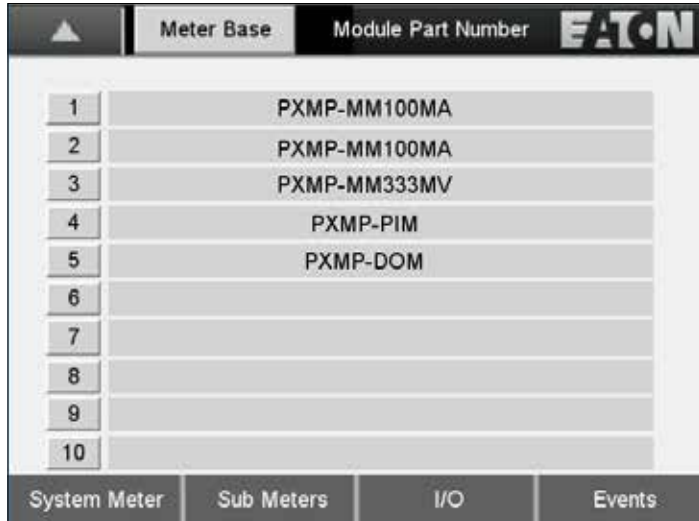 Meter Base Module Part Number EATON
1 PXMP-MM100MA
2 PXMP-MM100MA
3 PXMP-MM333MV
4 PXMP-PIM
5 PXMP-DOM
6
7
8
9
10
System Meter Sub Meters I/O Events